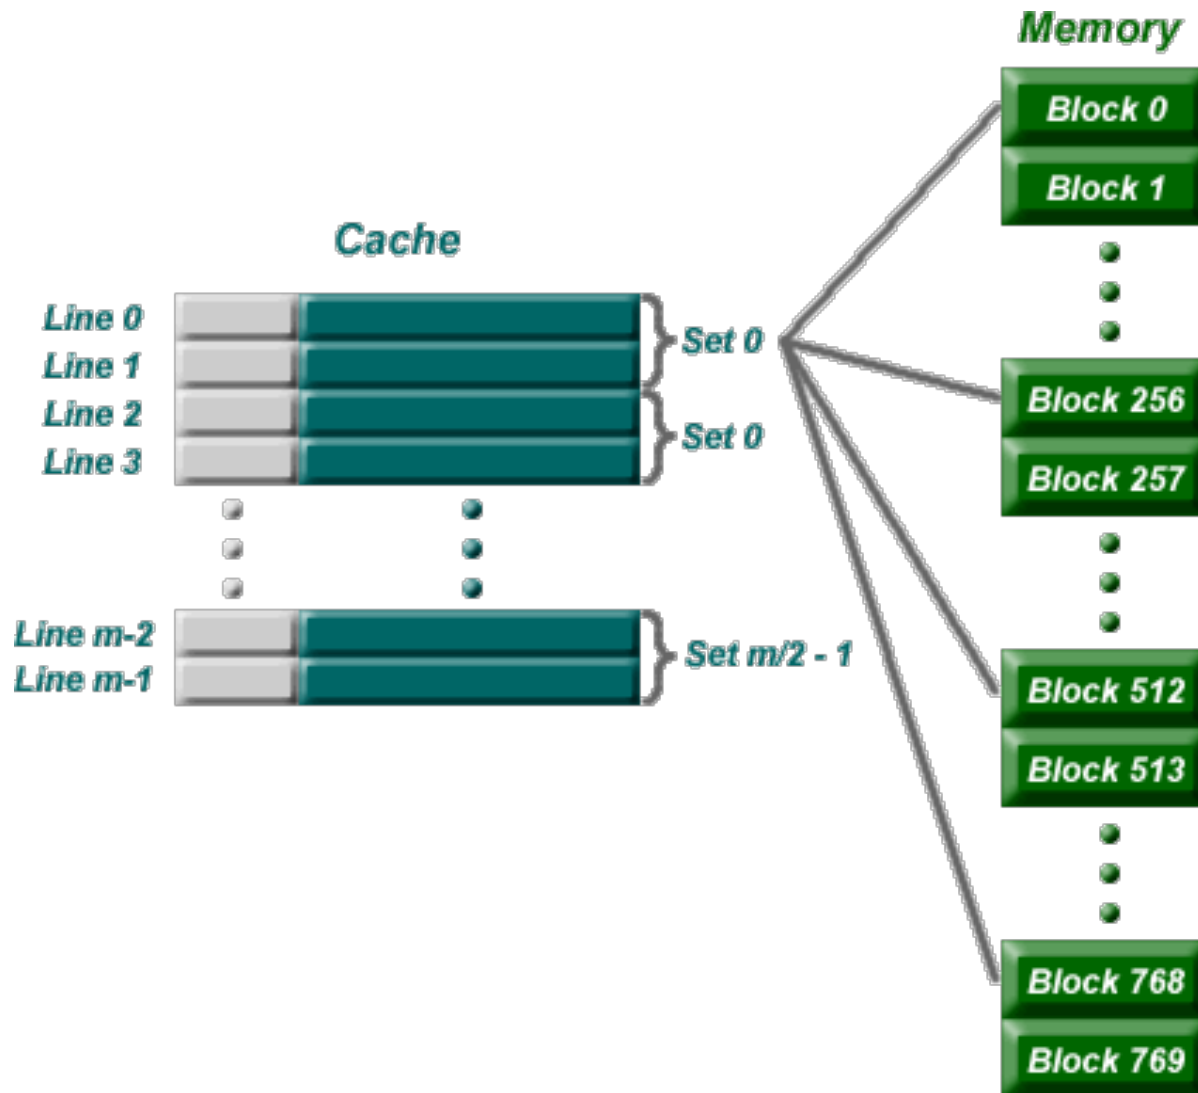 Memory
Block 0
Block 1
Cache
Line 0
Line 1
Set 0
Line 2
Line 3
Set 0
Block 256
Block 257
Line m-2
Line m-1
Set m/2 - 1
Block 512
Block 513
Block 768
Block 769